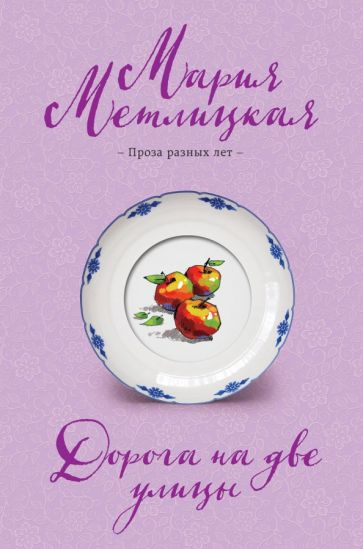 Мария
Метлицкая
– Проза разных лет –
Дорога на две
улицы